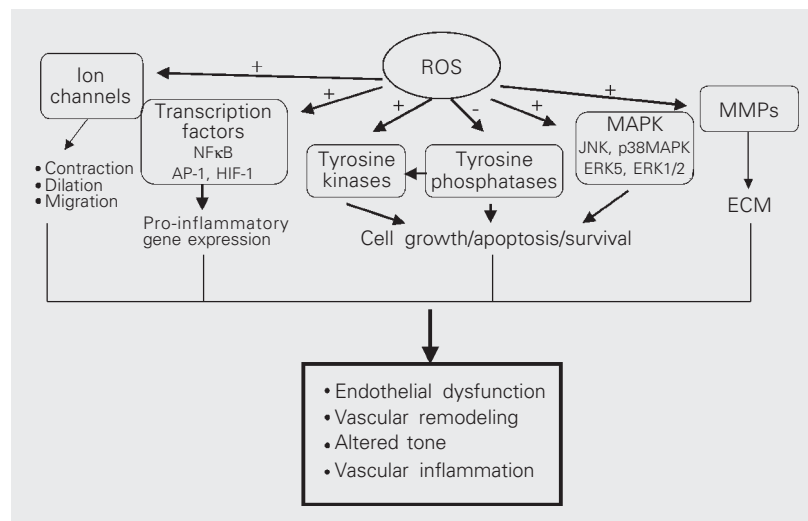 ROS
+
+
+
-
+
+
Ion
channels
• Contraction
• Dilation
• Migration
Transcription
factors
NFκB
AP-1, HIF-1
Pro-inflammatory
gene expression
Tyrosine
kinases
Tyrosine
phosphatases
MAPK
JNK, p38MAPK
ERK5, ERK1/2
Cell growth/apoptosis/survival
MMPs
ECM
• Endothelial dysfunction
• Vascular remodeling
• Altered tone
• Vascular inflammation